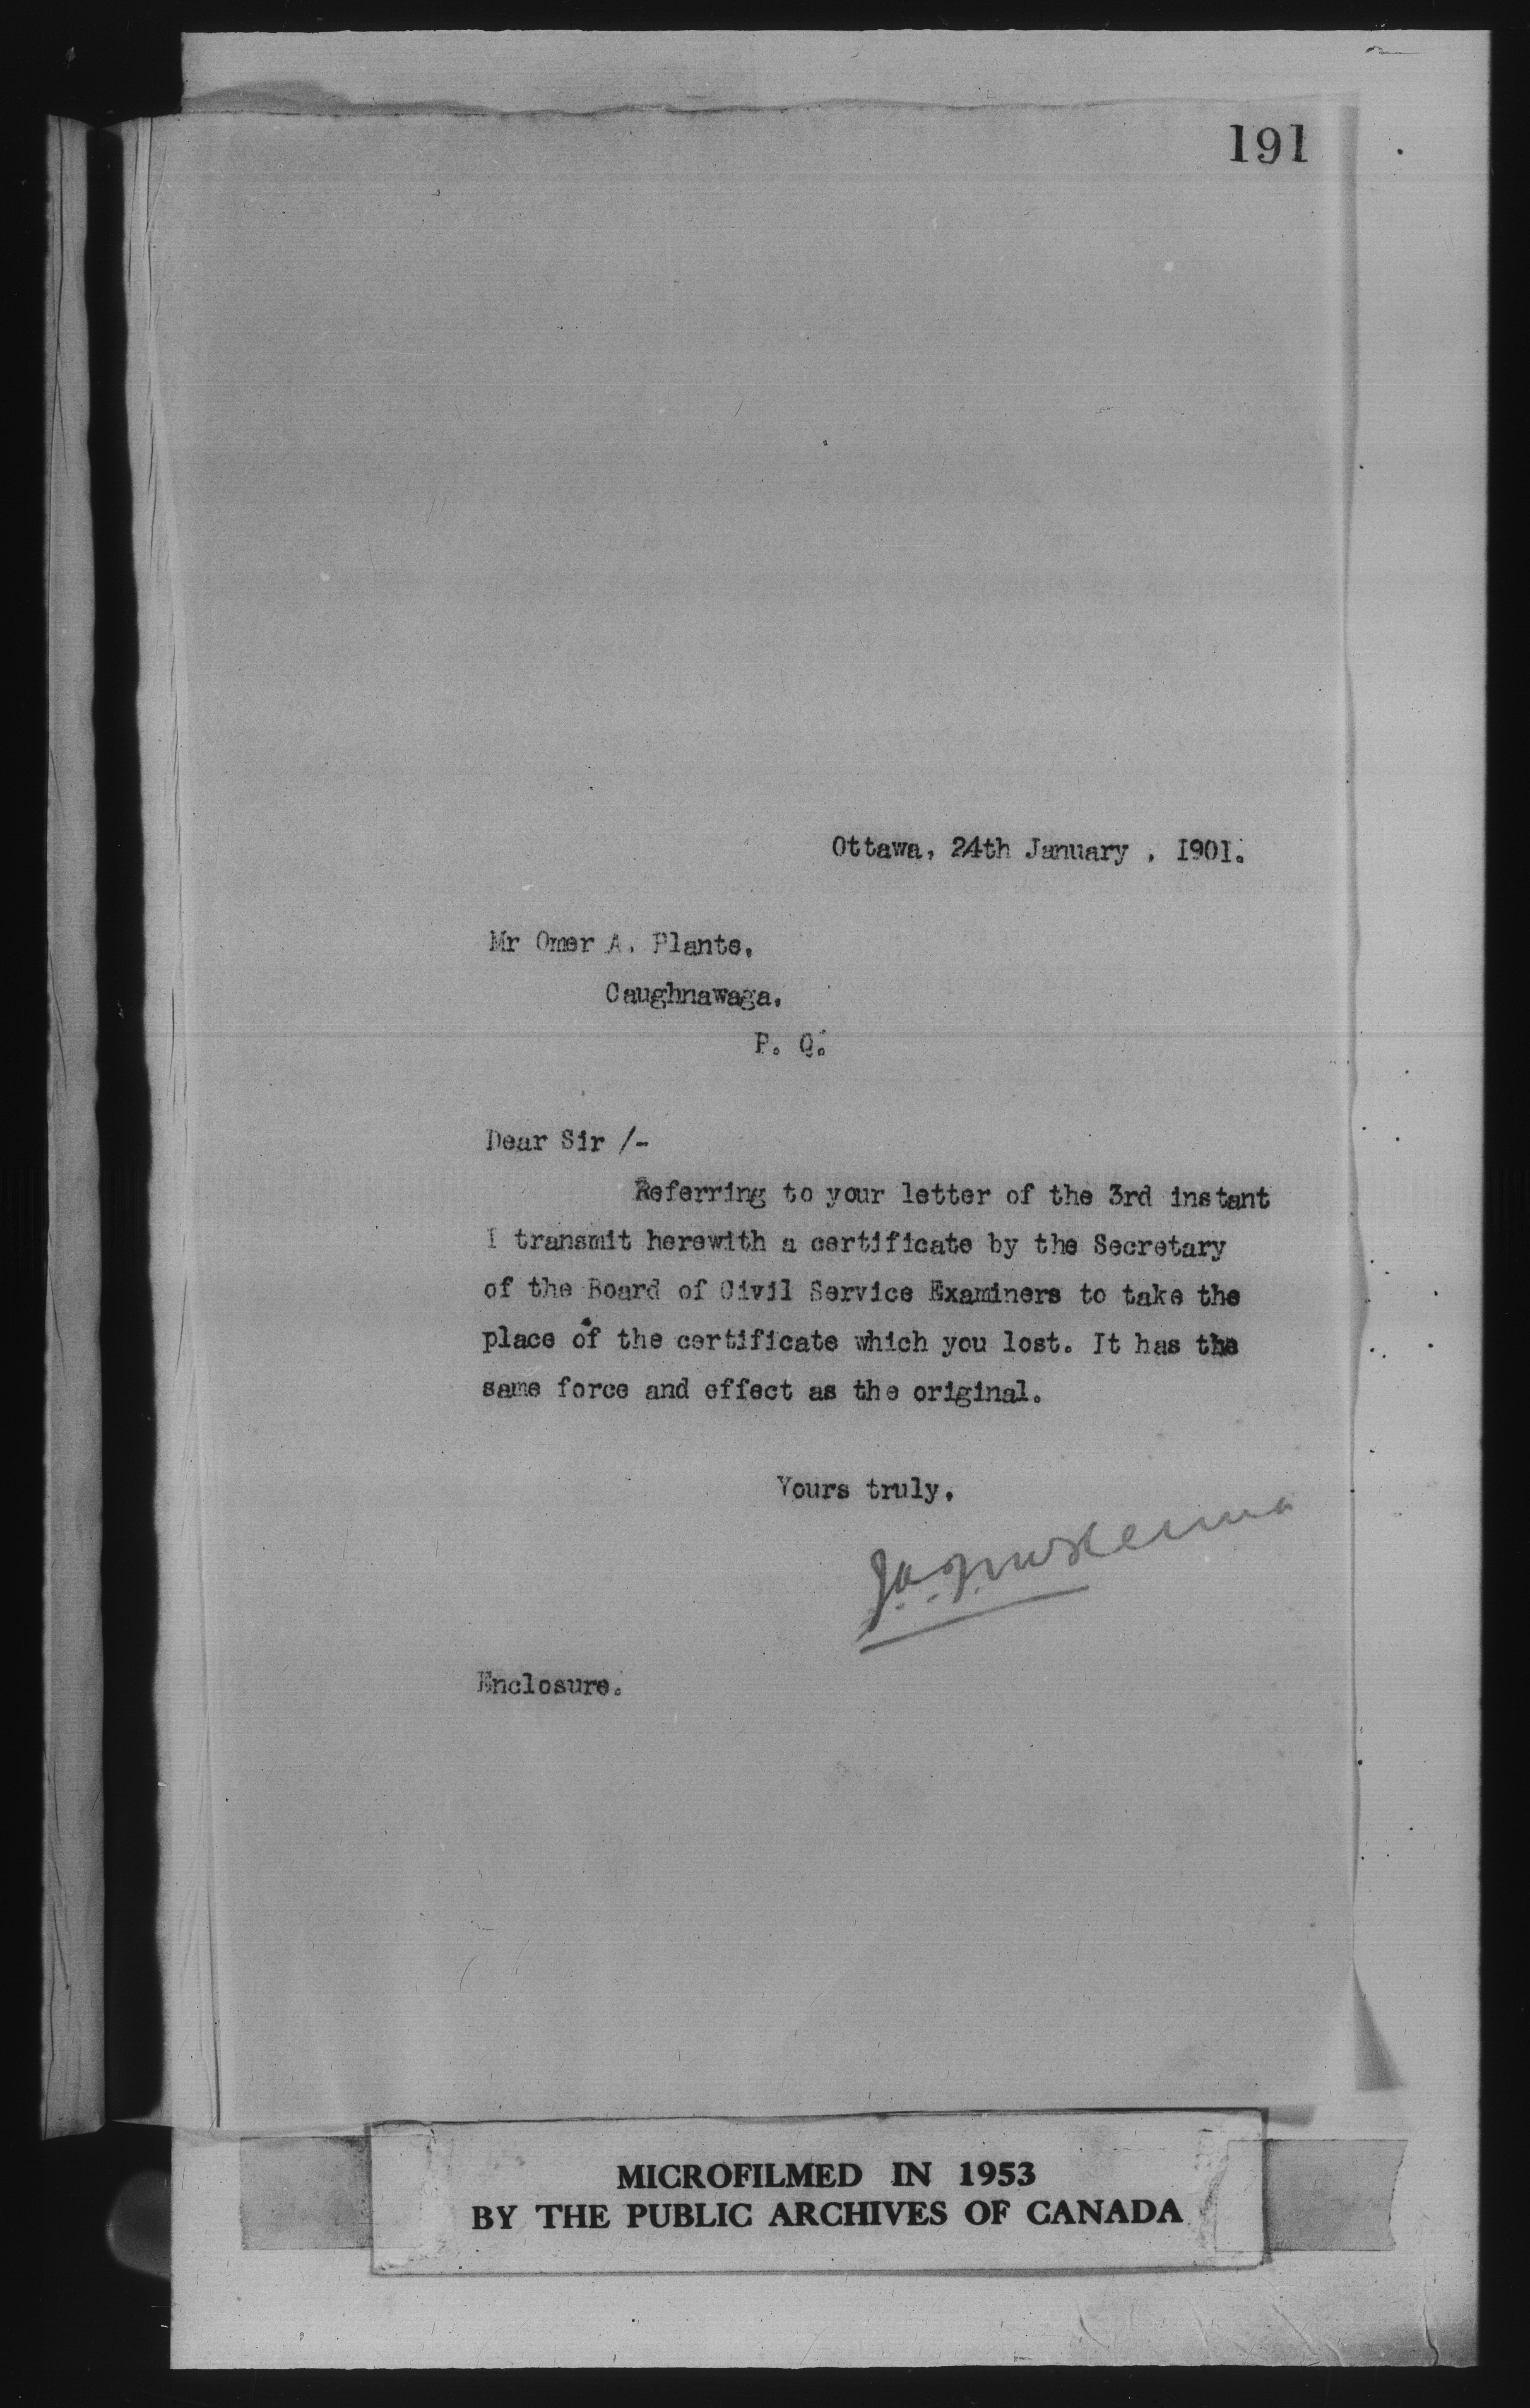 191
Ottawa, 24th January , I90I.
Mr Omer A. Plante,
Caughnawaga,
P. Q.
Dear Sir /-
Referring to your letter of the 3rd instant
I transmit herewith a certificate by the Secretary
of the Board of Civil Service Examiners to take the
place of the certificate which you lost. It has the
same force and effect as the original.
Yours truly,
Enclosure.
MICROFILMED IN 1953
BY THE PUBLIC ARCHIVES OF CANADA